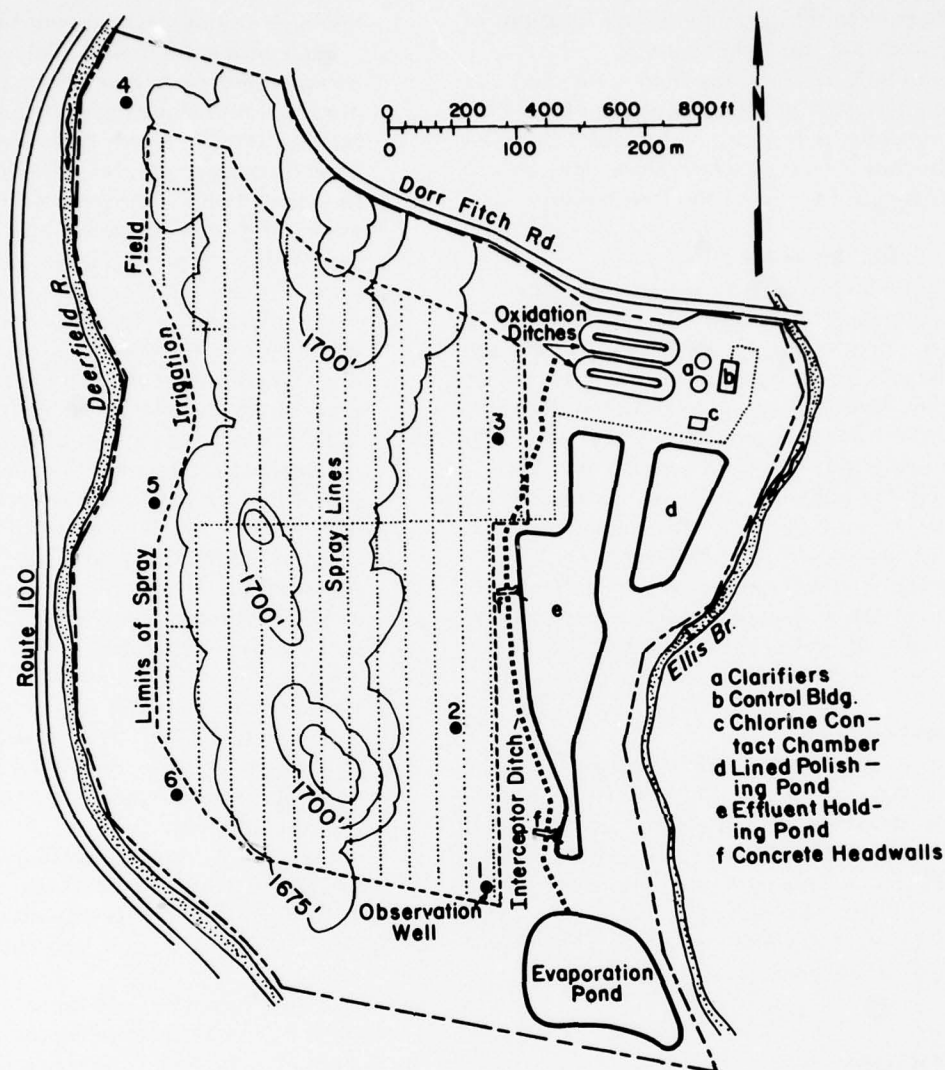 0 200 400 600 800 ft
100 200 m
N
4
Dorr Fitch Rd.
Field
Deerfield R.
Irrigation
1700'
Oxidation
Ditches
a
b
c
3
5
d
Spray Lines
1700'
Limits of Spray
Route 100
f
e
Ellis Br.
2
6
1700'
Interceptor Ditch
f
1675'
1
Observation
Well
Evaporation
Pond
a Clarifiers
b Control Bldg.
c Chlorine Con-
tact Chamber
d Lined Polish-
ing Pond
e Effluent Hold-
ing Pond
f Concrete Headwalls